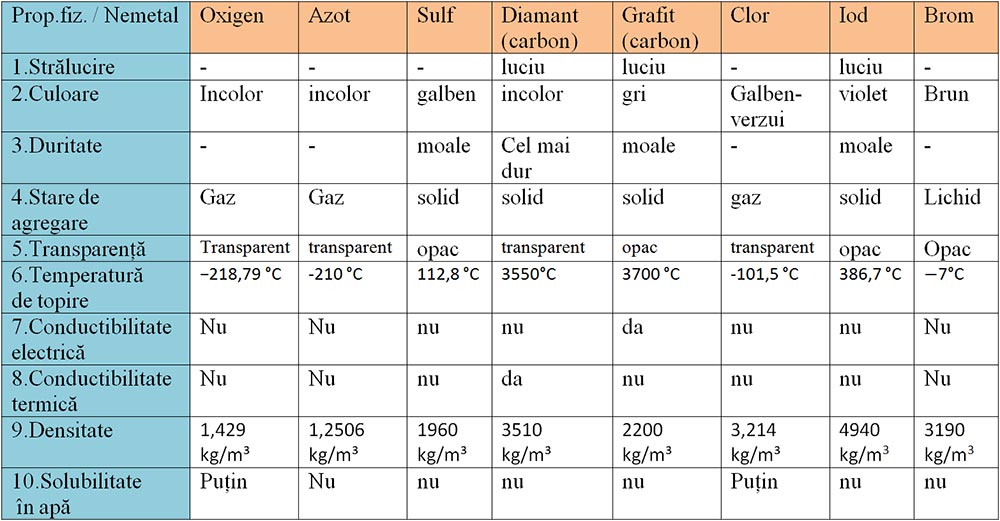 Prop.fiz. / Nemetal Oxigen Azot Sulf Diamant (carbon) Grafit (carbon) Clor Iod Brom
1.Strălucire - - - luciu luciu - luciu -
2.Culoare Incolor incolor galben incolor gri Galben-verzui violet Brun
3.Duritate - - moale Cel mai dur moale - moale -
4.Stare de agregare Gaz Gaz solid solid solid gaz solid Lichid
5.Transparență Transparent transparent opac transparent opac transparent opac Opac
6.Temperatură de topire −218,79 °C -210 °C 112,8 °C 3550°C 3700 °C -101,5 °C 386,7 °C −7°C
7.Conductibilitate electrică Nu Nu nu nu da nu nu Nu
8.Conductibilitate termică Nu Nu nu da nu nu nu Nu
9.Densitate 1,429 kg/m³ 1,2506 kg/m³ 1960 kg/m³ 3510 kg/m³ 2200 kg/m³ 3,214 kg/m³ 4940 kg/m³ 3190 kg/m³
10.Solubilitate în apă Puțin Nu nu nu nu Puțin nu nu